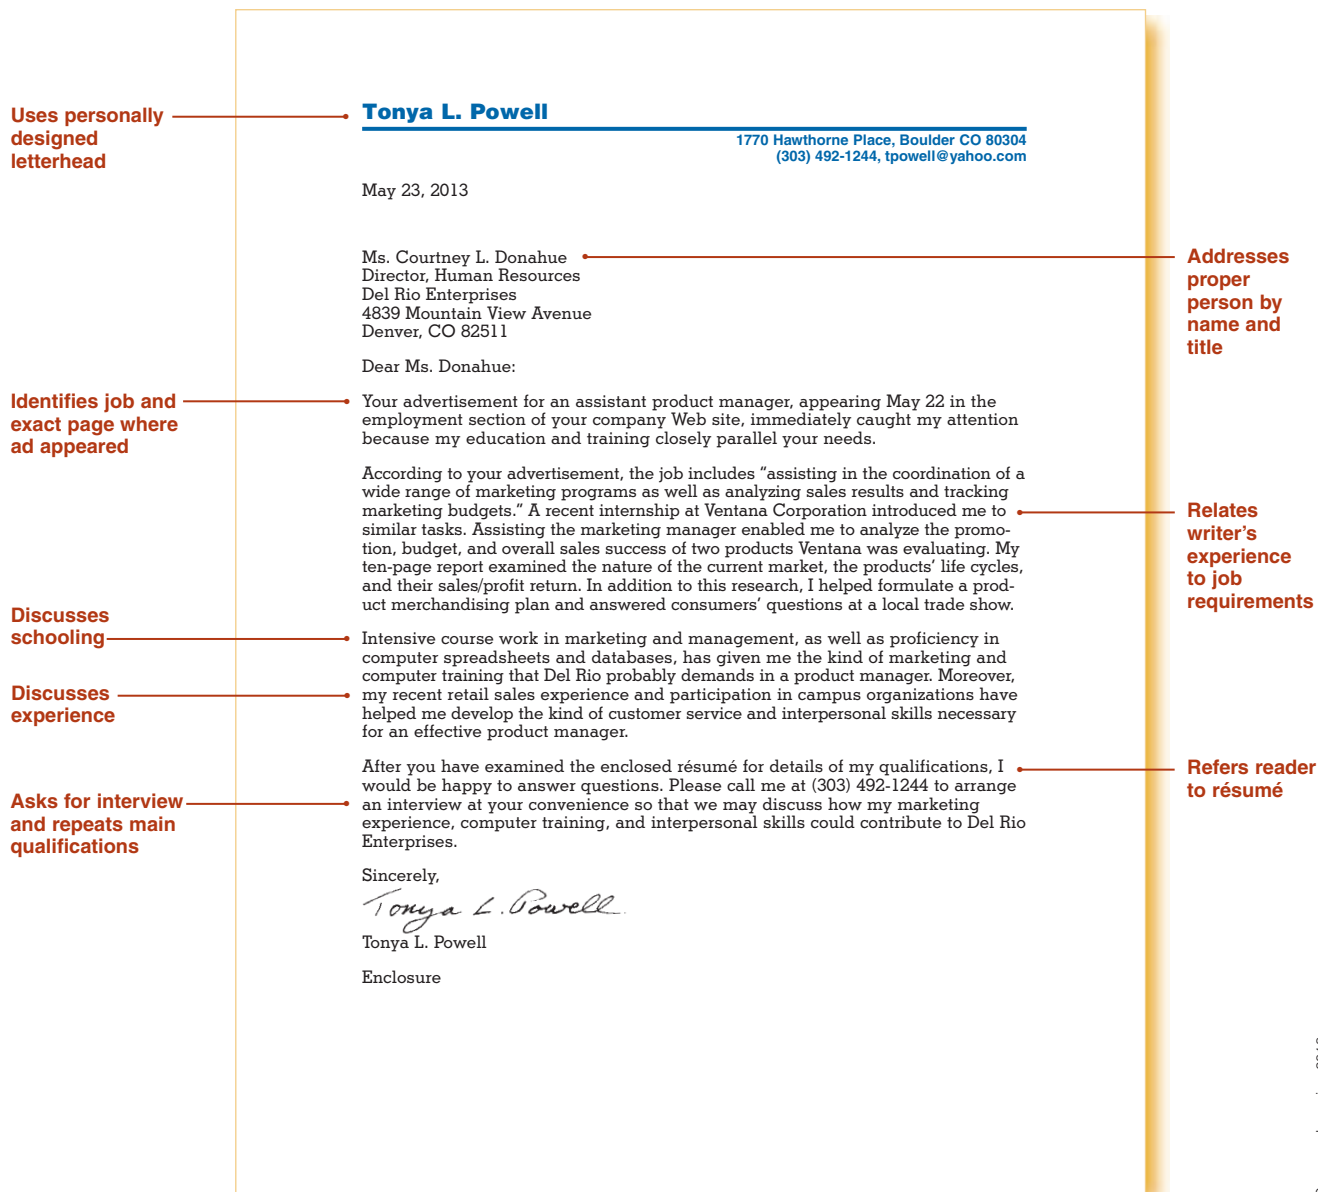 Uses personally
designed
letterhead
Tonya L. Powell
1770 Hawthorne Place, Boulder CO 80304
(303) 492-1244, tpowell@yahoo.com
May 23, 2013
Ms. Courtney L. Donahue
Director, Human Resources
Del Rio Enterprises
4839 Mountain View Avenue
Denver, CO 82511
Addresses
proper
person by
name and
title
Dear Ms. Donahue:
Identifies job and
exact page where
ad appeared
Your advertisement for an assistant product manager, appearing May 22 in the
employment section of your company Web site, immediately caught my attention
because my education and training closely parallel your needs.
According to your advertisement, the job includes “assisting in the coordination of a
wide range of marketing programs as well as analyzing sales results and tracking
marketing budgets.” A recent internship at Ventana Corporation introduced me to
similar tasks. Assisting the marketing manager enabled me to analyze the promo-
tion, budget, and overall sales success of two products Ventana was evaluating. My
ten-page report examined the nature of the current market, the products’ life cycles,
and their sales/profit return. In addition to this research, I helped formulate a prod-
uct merchandising plan and answered consumers’ questions at a local trade show.
Relates
writer’s
experience
to job
requirements
Discusses
schooling
Intensive course work in marketing and management, as well as proficiency in
computer spreadsheets and databases, has given me the kind of marketing and
computer training that Del Rio probably demands in a product manager. Moreover,
my recent retail sales experience and participation in campus organizations have
helped me develop the kind of customer service and interpersonal skills necessary
for an effective product manager.
Discusses
experience
After you have examined the enclosed résumé for details of my qualifications, I
would be happy to answer questions. Please call me at (303) 492-1244 to arrange
an interview at your convenience so that we may discuss how my marketing
experience, computer training, and interpersonal skills could contribute to Del Rio
Enterprises.
Refers reader
to résumé
Asks for interview
and repeats main
qualifications
Sincerely,
Tonya L. Powell
Tonya L. Powell
Enclosure